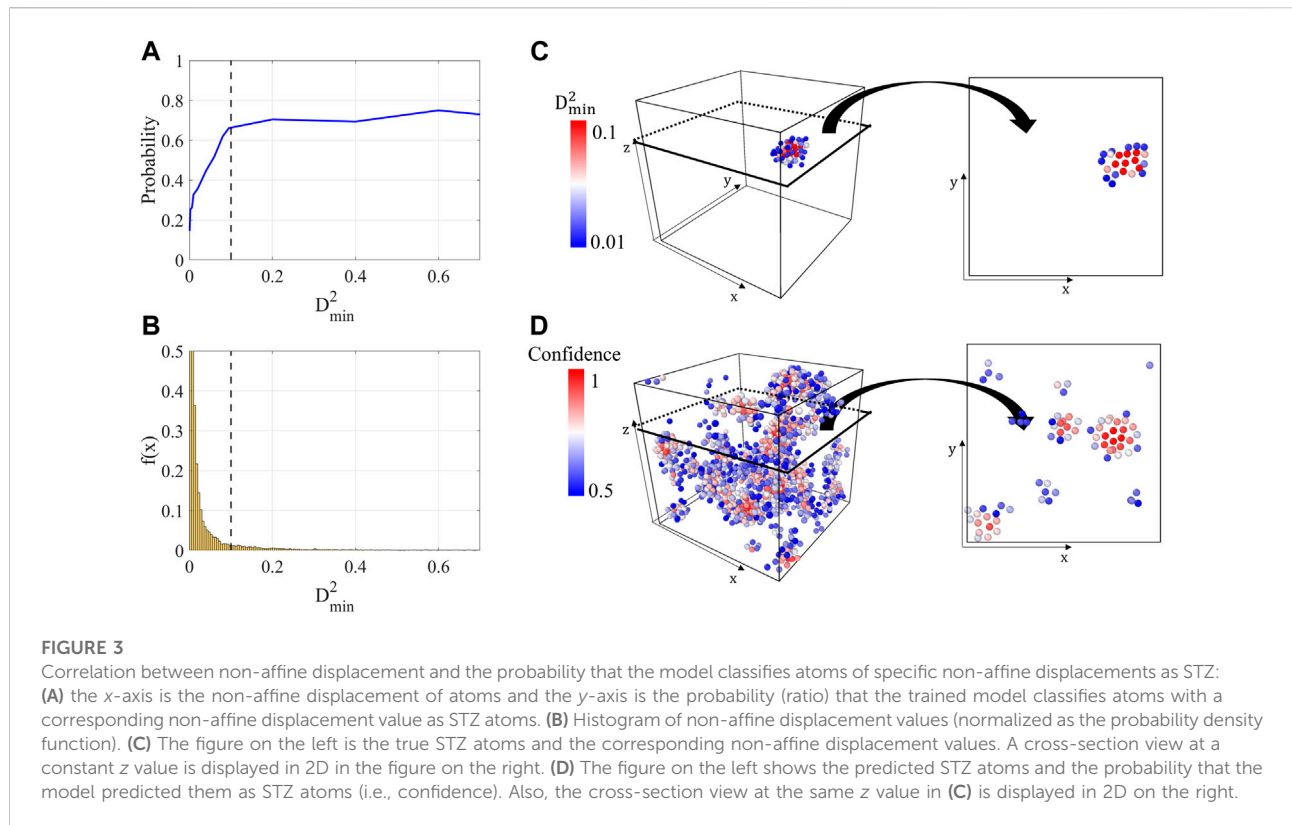 A
1
0.8
0.6
0.4
0.2
0
Probability
0
0.2
0.4
0.6
D²min
B
0.5
0.4
0.3
0.2
0.1
0
f(x)
0
0.2
0.4
0.6
D²min
C
D²min
0.1
0.01
z
y
x
y
x
D
Confidence
1
0.5
z
x
y
x
FIGURE 3
Correlation between non-affine displacement and the probability that the model classifies atoms of specific non-affine displacements as STZ:
(A) the x-axis is the non-affine displacement of atoms and the y-axis is the probability (ratio) that the trained model classifies atoms with a
corresponding non-affine displacement value as STZ atoms. (B) Histogram of non-affine displacement values (normalized as the probability density
function). (C) The figure on the left is the true STZ atoms and the corresponding non-affine displacement values. A cross-section view at a
constant z value is displayed in 2D in the figure on the right. (D) The figure on the left shows the predicted STZ atoms and the probability that the
model predicted them as STZ atoms (i.e., confidence). Also, the cross-section view at the same z value in (C) is displayed in 2D on the right.